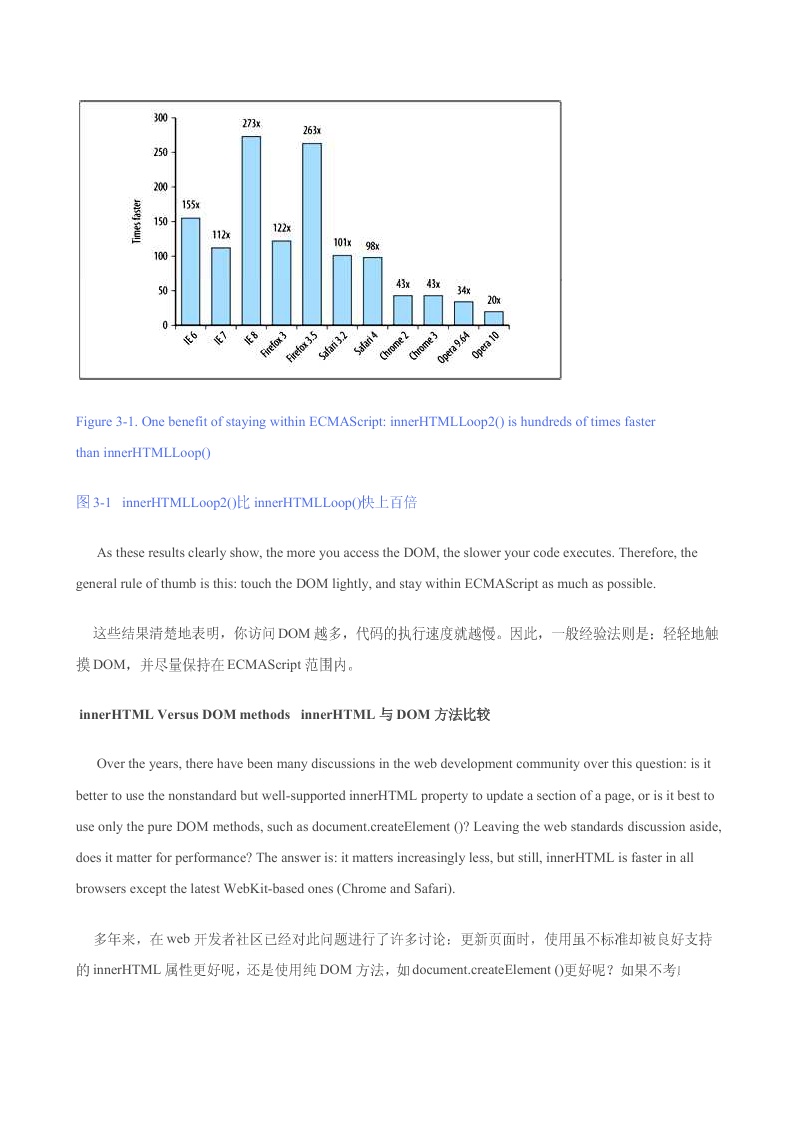 300
250
200
150
100
50
0
Times faster
155x
112x
273x
122x
263x
101x
98x
43x
43x
34x
20x
IE 6
IE 7
IE 8
Firefox 3
Firefox 3.5
Safari 3.2
Safari 4
Chrome 2
Chrome 3
Opera 9.64
Opera 10
Figure 3-1. One benefit of staying within ECMAScript: innerHTMLLoop2() is hundreds of times faster
than innerHTMLLoop()
图 3-1 innerHTMLLoop2()比 innerHTMLLoop()快上百倍
As these results clearly show, the more you access the DOM, the slower your code executes. Therefore, the
general rule of thumb is this: touch the DOM lightly, and stay within ECMAScript as much as possible.
这些结果清楚地表明，你访问 DOM 越多，代码的执行速度就越慢。因此，一般经验法则是：轻轻地触
摸 DOM，并尽量保持在 ECMAScript 范围内。
innerHTML Versus DOM methods innerHTML 与 DOM 方法比较
Over the years, there have been many discussions in the web development community over this question: is it
better to use the nonstandard but well-supported innerHTML property to update a section of a page, or is it best to
use only the pure DOM methods, such as document.createElement ()? Leaving the web standards discussion aside,
does it matter for performance? The answer is: it matters increasingly less, but still, innerHTML is faster in all
browsers except the latest WebKit-based ones (Chrome and Safari).
多年来，在 web 开发者社区已经对此问题进行了许多讨论：更新页面时，使用虽不标准却被良好支持
的 innerHTML 属性更好呢，还是使用纯 DOM 方法，如 document.createElement ()更好呢？如果不考